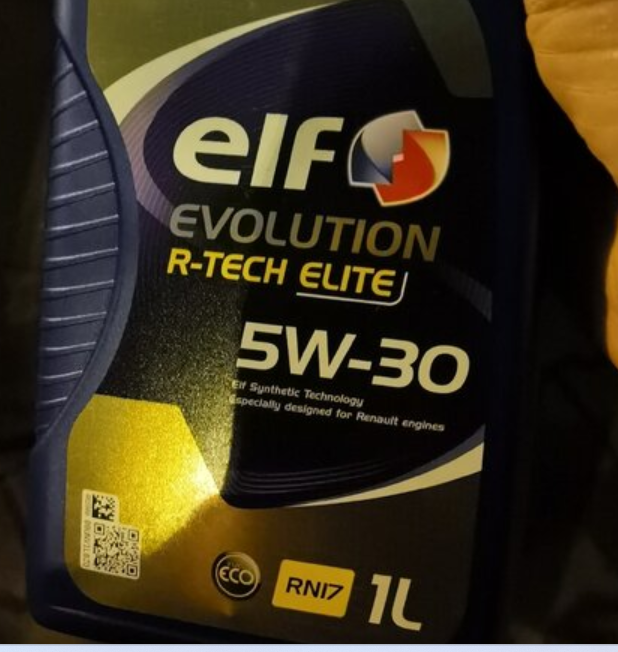 elf
EVOLUTION
R-TECH ELITE
5W-30
Elf Synthetic Technology
Especially designed for Renault engines
ECO
RN17
1L